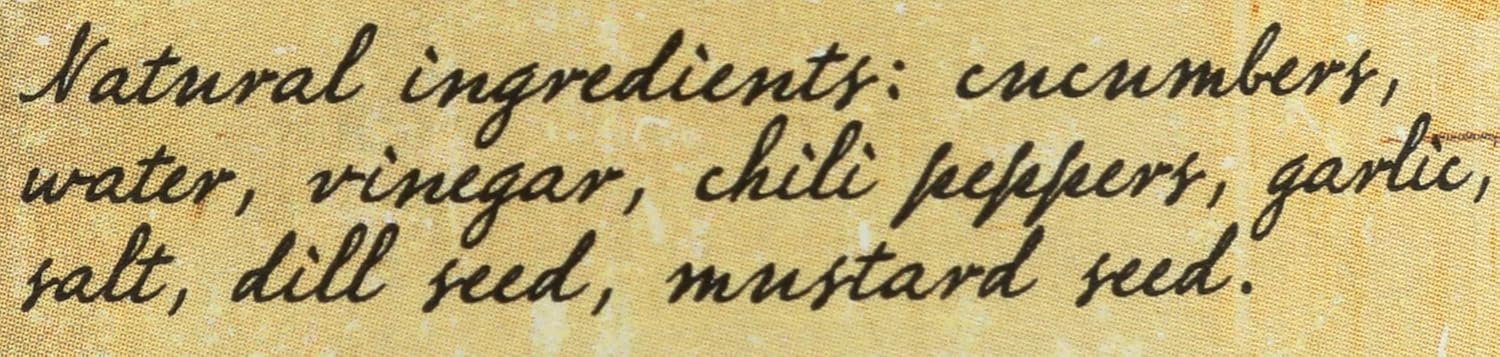 Natural ingredients: cucumbers,
water, vinegar, chili peppers, garlic,
salt, dill seed, mustard seed.